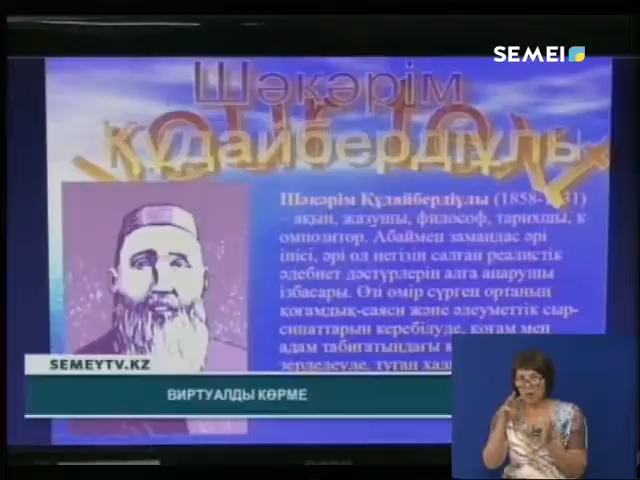 SEMEI
Шәкәрім
Құдайбердіұлы
Шәкәрім Құдайбердіұлы (1858-1931)
– ақын, жазушы, философ, тарихшы, к
омпозитор. Абаймен замандас әрі
інісі, әрі ол негізін салған реалистік
әдебиет дәстүрлерін алға апарушы
ізбасары. Өзі өмір сүрген ортаның
қоғамдық-саяси және әлеуметтік сыр-
сипаттарын керебілуде, қоғам мен
адам табиғатындағы
зерделеуде, туған
SEMEYTV.KZ
ВИРТУАЛДЫ КӨРМЕ